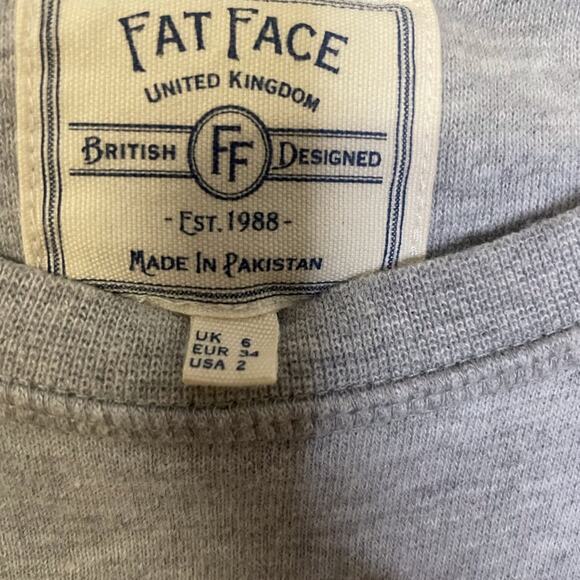 FAT FACE
UNITED KINGDOM
BRITISH FF DESIGNED
- EST. 1988 -
MADE IN PAKISTAN
UK 6
EUR 34
USA 2